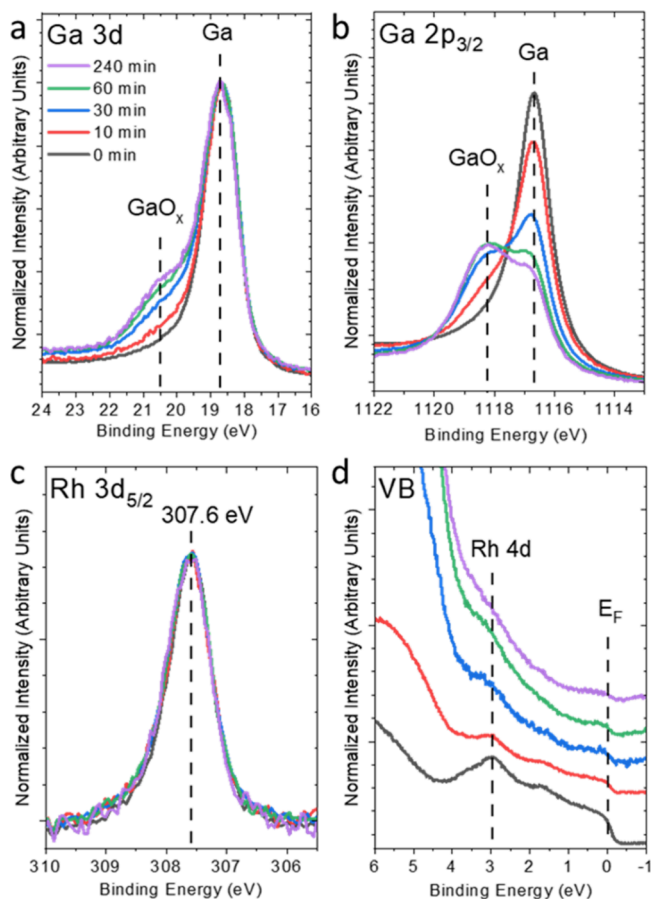 a Ga 3d
Ga
240 min
60 min
30 min
10 min
0 min
GaOx
Normalized Intensity (Arbitrary Units)
24 23 22 21 20 19 18 17 16
Binding Energy (eV)
b Ga 2p3/2
Ga
GaOx
Normalized Intensity (Arbitrary Units)
1122 1120 1118 1116 1114
Binding Energy (eV)
c Rh 3d5/2
307.6 eV
Normalized Intensity (Arbitrary Units)
310 309 308 307 306
Binding Energy (eV)
d VB
Rh 4d
EF
Normalized Intensity (Arbitrary Units)
6 5 4 3 2 1 0 -1
Binding Energy (eV)